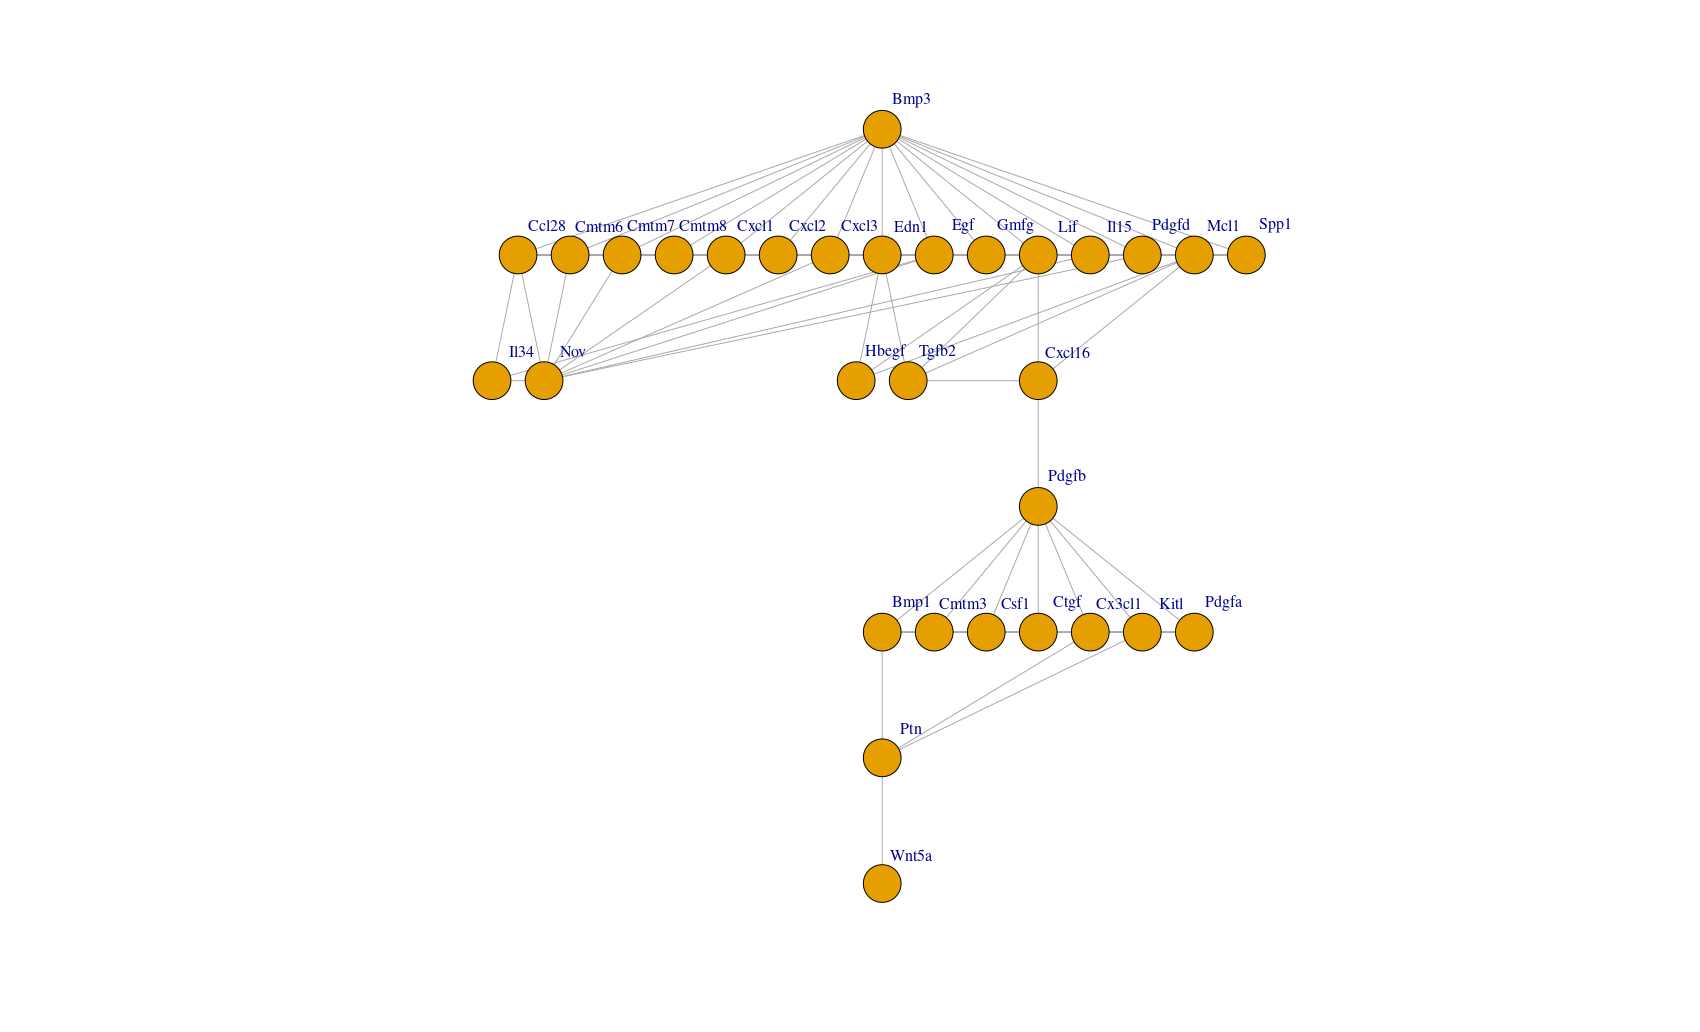 Bmp3
Ccl28 Cmtm6 Cmtm7 Cmtm8 Cxcl1 Cxcl2 Cxcl3 Edn1 Egf Gmfg Lif Il15 Pdgfd Mcl1 Spp1
Il34 Nov Hbegf Tgfb2 Cxcl16
Pdgfb
Bmp1 Cmtm3 Csf1 Ctgf Cx3cl1 Kitl Pdgfa
Ptn
Wnt5a